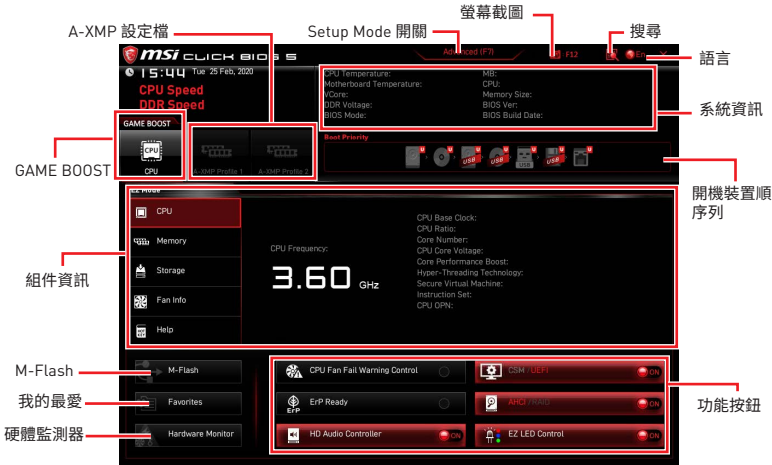 螢幕截圖
A-XMP 設定檔
Setup Mode 開關
搜尋
msi CLICK BIOS 5
Advanced (F7)
F12
En
X
語言
15:44 Tue 25 Feb, 2020
CPU Speed
DDR Speed
CPU Temperature:
Motherboard Temperature:
VCore:
DDR Voltage:
BIOS Mode:
MB:
CPU:
Memory Size:
BIOS Ver:
BIOS Build Date:
系統資訊
GAME BOOST
CPU
CPU
A-XMP Profile 1
A-XMP Profile 2
Boot Priority
U
U
U
USB
U
USB
U
USB
U
USB
U
GAME BOOST
開機裝置順
序列
EZ Mode
CPU
Memory
Storage
Fan Info
Help
組件資訊
CPU Frequency:
3.60 GHz
CPU Base Clock:
CPU Ratio:
Core Number:
CPU Core Voltage:
Core Performance Boost:
Hyper-Threading Technology:
Secure Virtual Machine:
Instruction Set:
CPU OPN:
M-Flash
M-Flash
CPU Fan Fail Warning Control
CSM /UEFI
ON
我的最愛
Favorites
ErP
ErP Ready
AHCI /RAID
ON
功能按鈕
硬體監測器
Hardware Monitor
HD Audio Controller
ON
EZ LED Control
ON